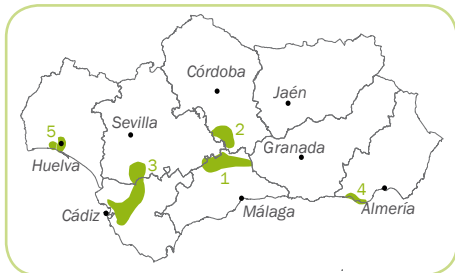 Córdoba
Jaén
Sevilla
2
5
Granada
Huelva
3
1
4
Cádiz
Málaga
Almería